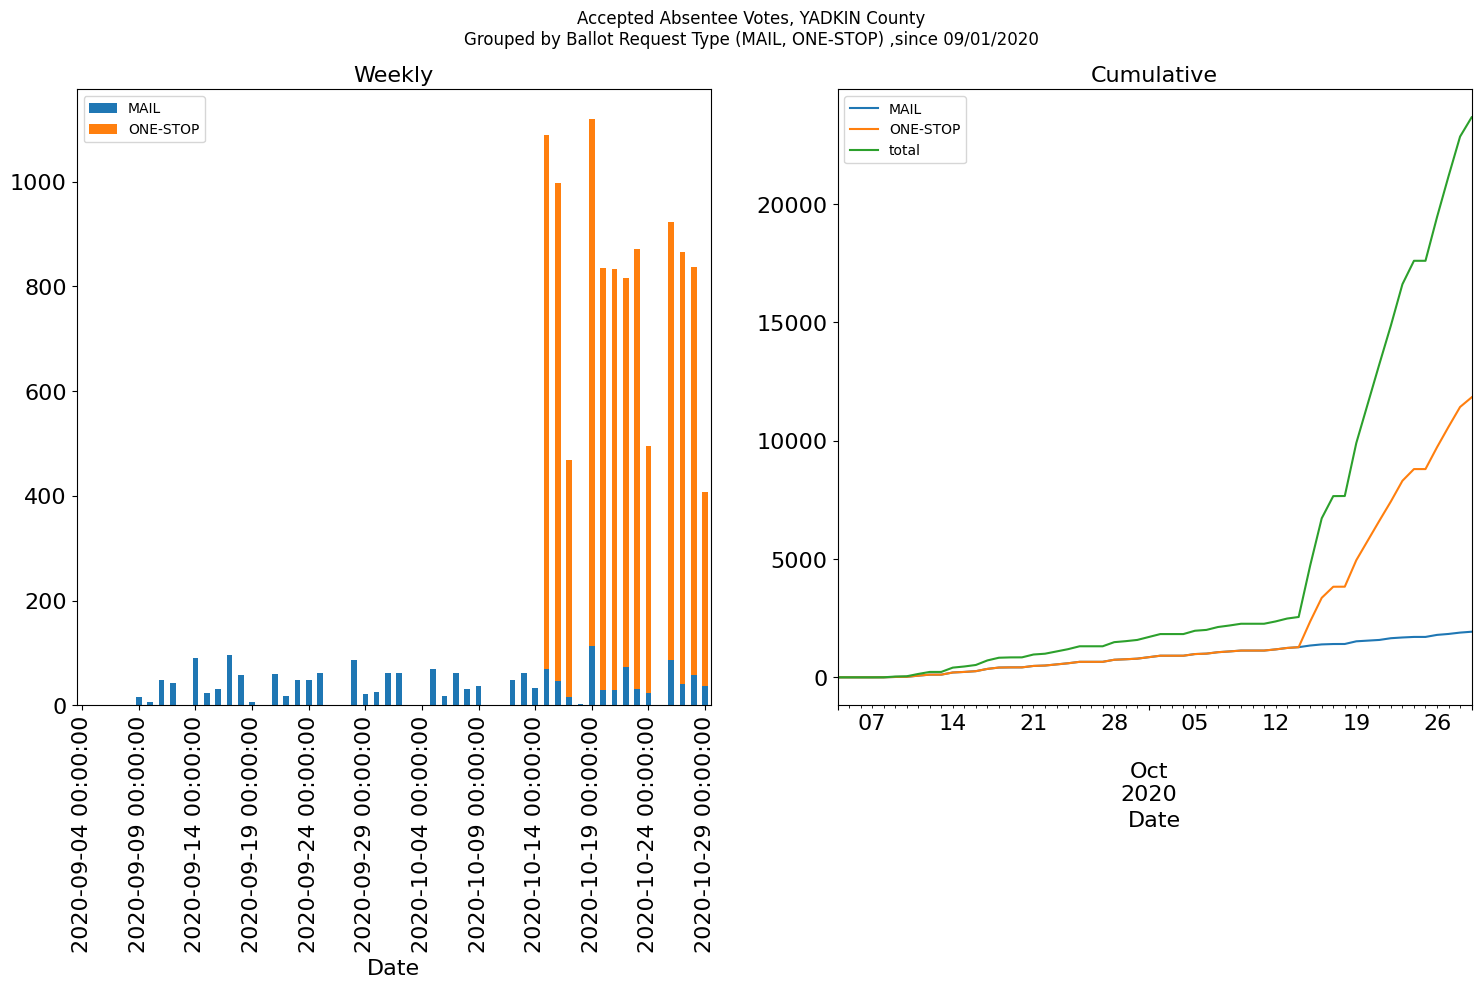 Accepted Absentee Votes, YADKIN County
Grouped by Ballot Request Type (MAIL, ONE-STOP) ,since 09/01/2020
Weekly
MAIL
ONE-STOP
1000
800
600
400
200
0
2020-09-04 00:00:00
2020-09-09 00:00:00
2020-09-14 00:00:00
2020-09-19 00:00:00
2020-09-24 00:00:00
2020-09-29 00:00:00
2020-10-04 00:00:00
2020-10-09 00:00:00
2020-10-14 00:00:00
2020-10-19 00:00:00
2020-10-24 00:00:00
2020-10-29 00:00:00
Date
Cumulative
MAIL
ONE-STOP
total
20000
15000
10000
5000
0
07 14 21 28 05 12 19 26
Oct
2020
Date